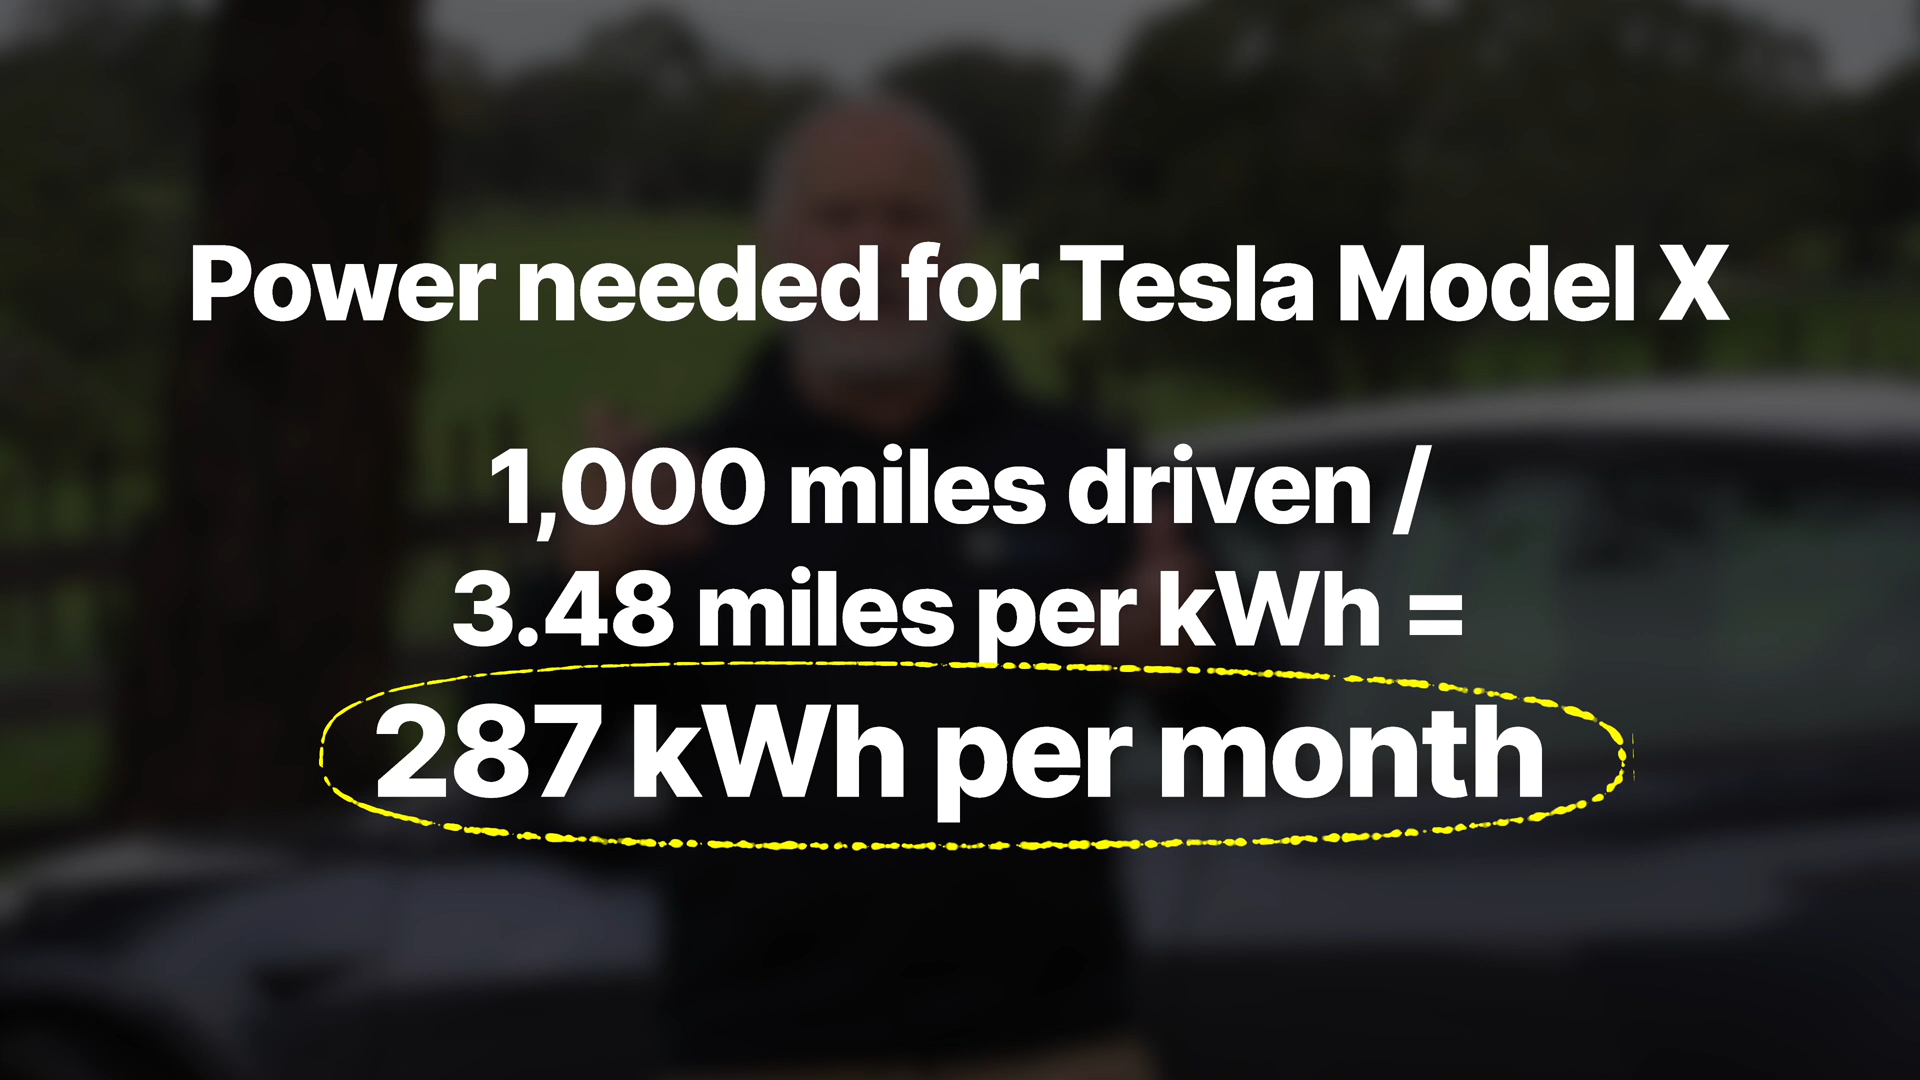 Power needed for Tesla Model X
1,000 miles driven /
3.48 miles per kWh =
287 kWh per month